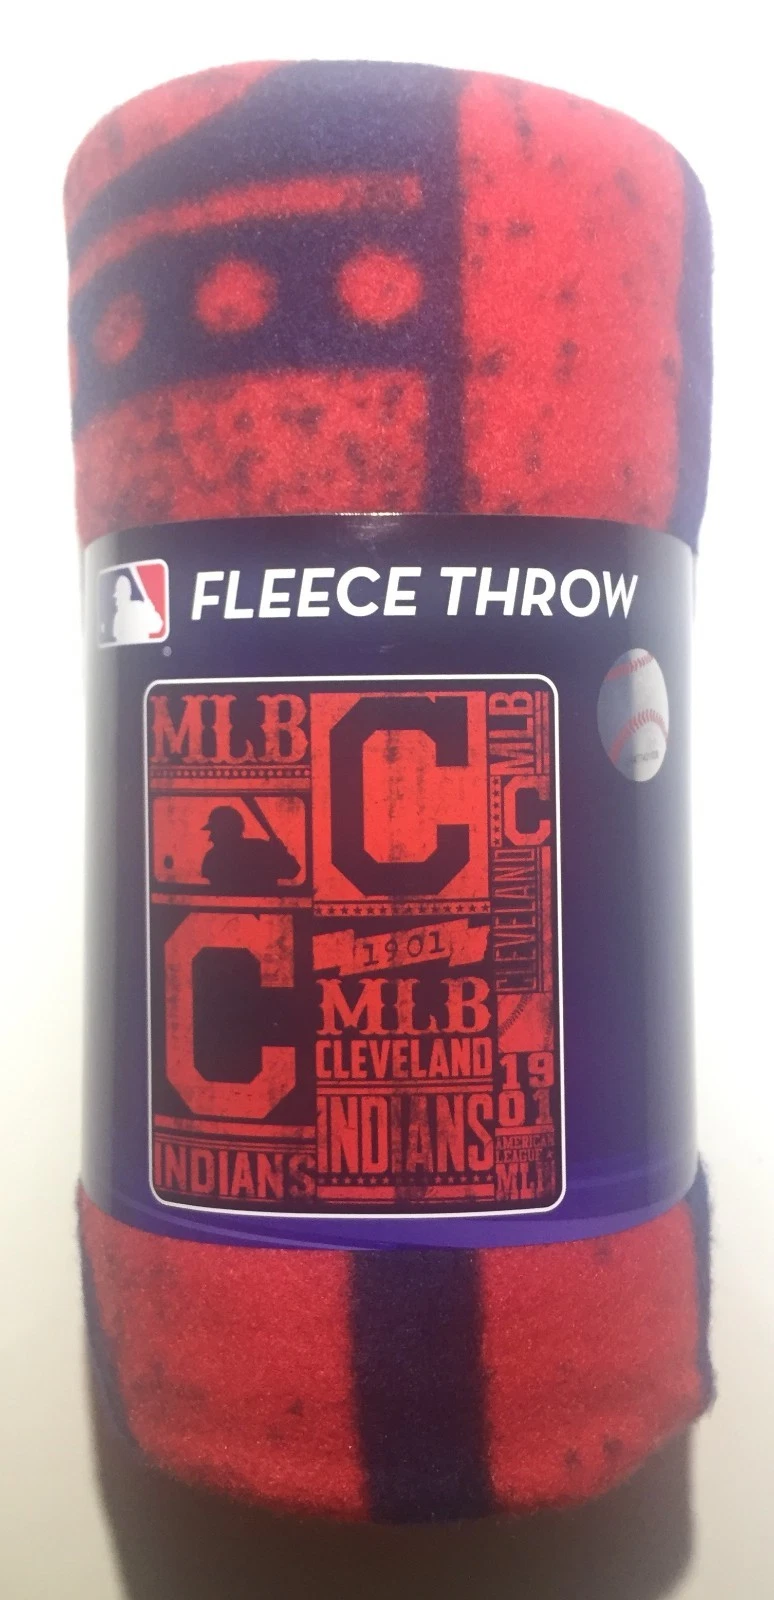 FLEECE THROW
®
MLB
1901
MLB
CLEVELAND
INDIANS
INDIANS
MLB
C
C
C
CLEVELAND
19
01
AMERICAN
LEAGUE
MLB